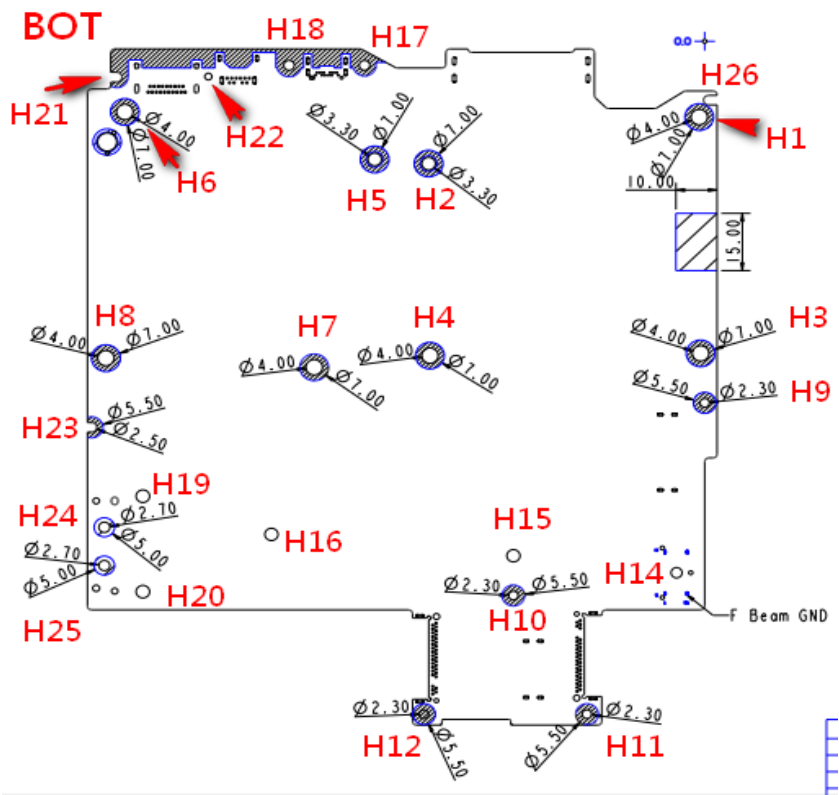 BOT
H18
H17
0.0
H26
H21
H22
Ø4.00
Ø7.00
H6
Ø3.30
Ø7.00
H5
Ø7.00
Ø3.30
H2
Ø4.00
Ø7.00
H1
10.00
15.00
H8
Ø4.00
Ø7.00
H7
Ø4.00
Ø7.00
H4
Ø4.00
Ø7.00
H3
Ø4.00
Ø7.00
Ø5.50
Ø2.30
H9
H23
Ø5.50
Ø2.50
H19
H24
Ø2.70
Ø5.00
H16
H15
H14
Ø2.70
Ø5.00
H20
H25
Ø2.30
Ø5.50
H10
F Beam GND
Ø2.30
Ø5.50
H12
Ø2.30
Ø5.50
H11